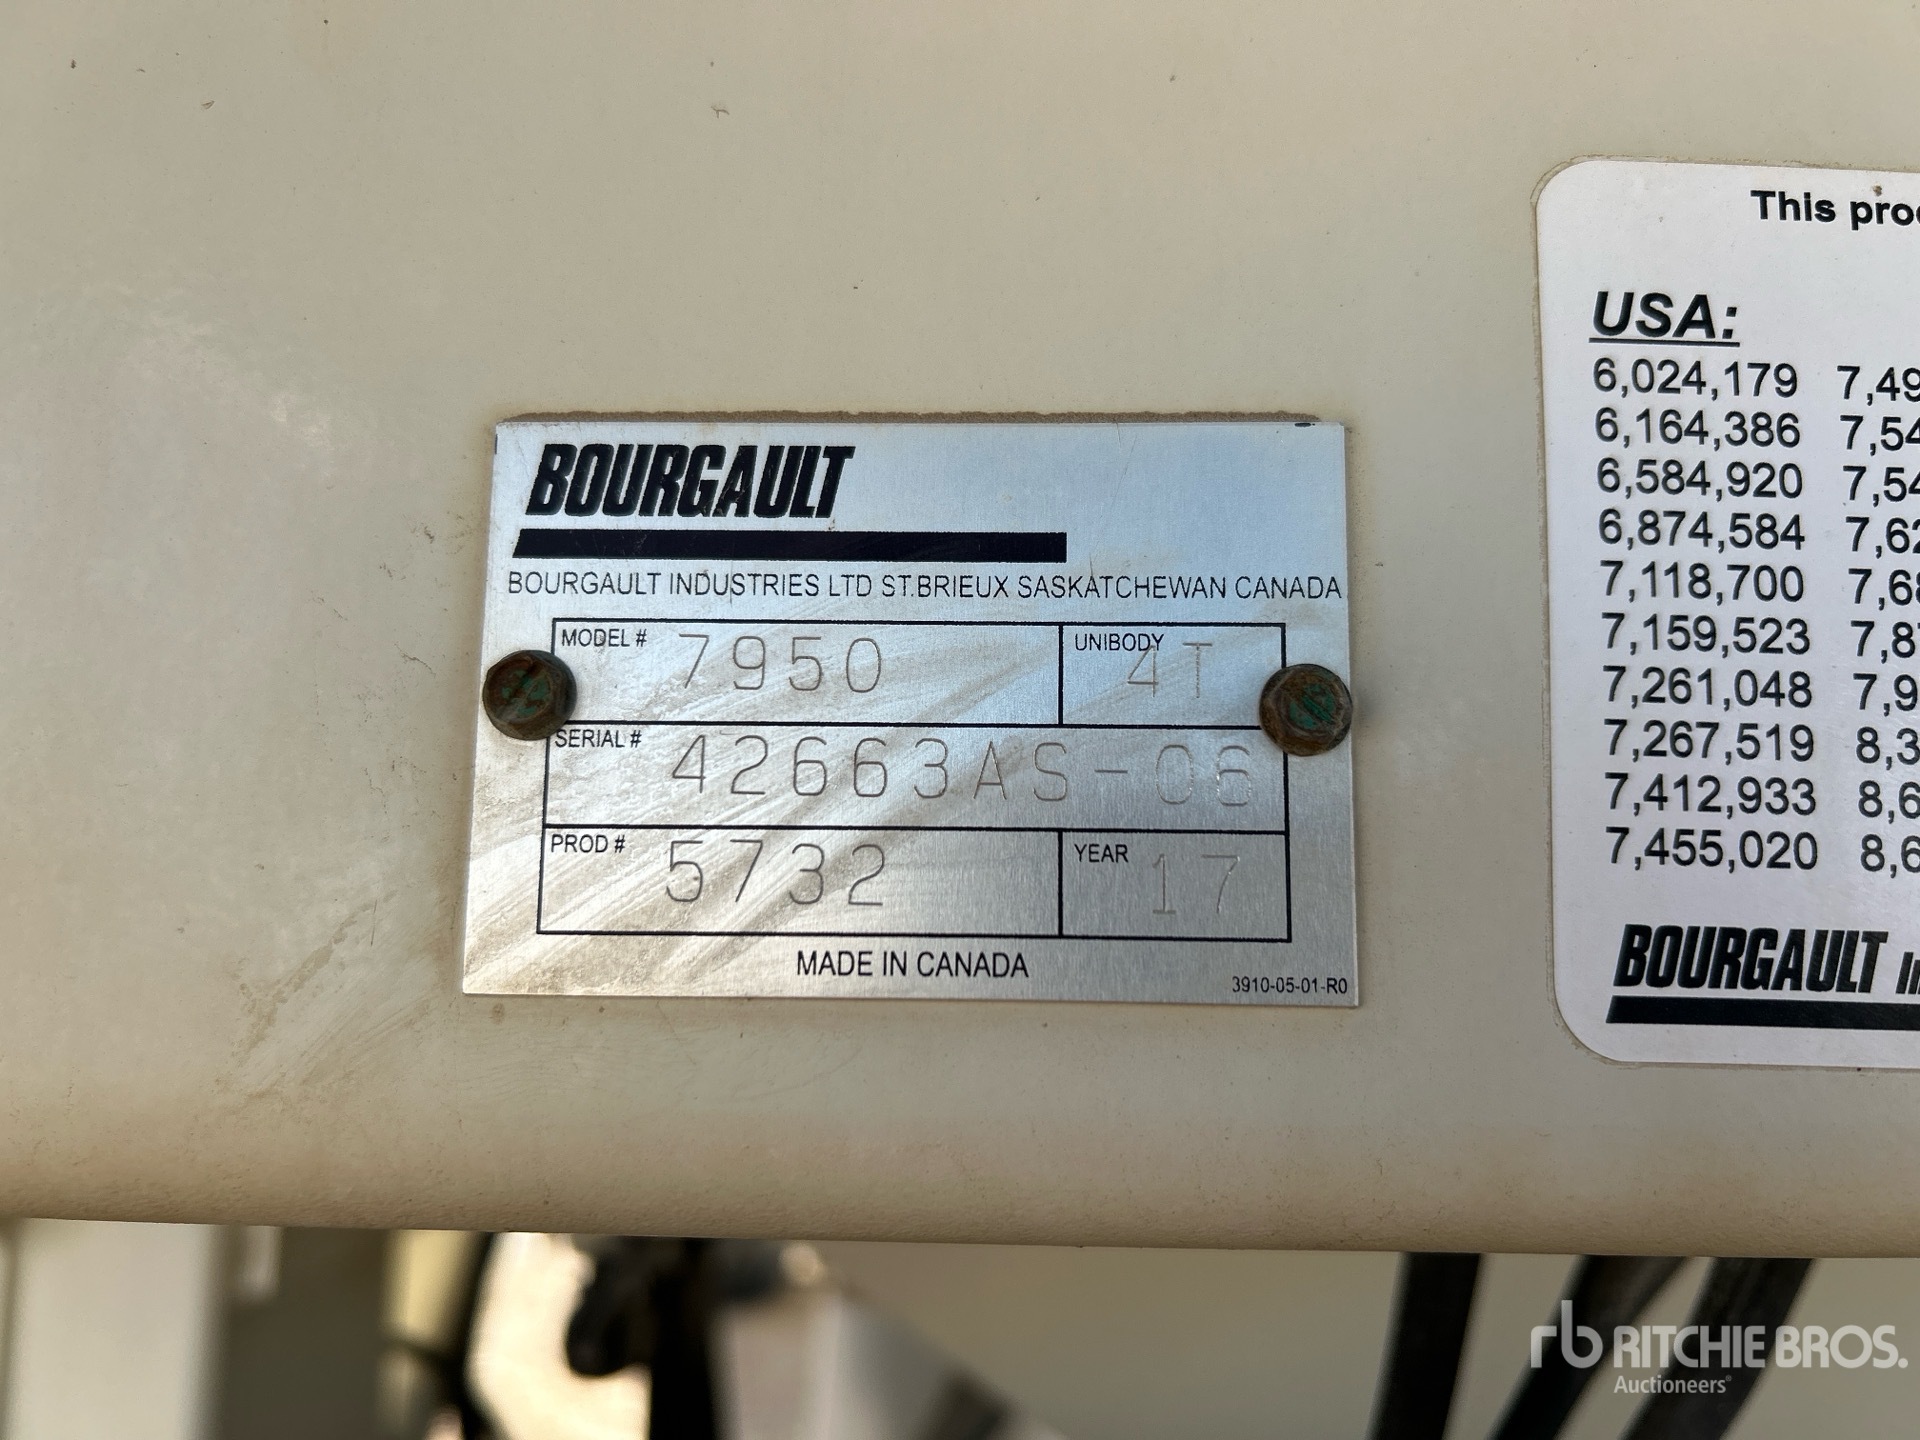 BOURGAULT
BOURGAULT INDUSTRIES LTD ST.BRIEUX SASKATCHEWAN CANADA
MODEL # 7950 UNIBODY 4T
SERIAL # 42663AS-06
PROD # 5732 YEAR 17
MADE IN CANADA
3910-05-01-R0
This
USA:
6,024,179
6,164,386
6,584,920
6,874,584
7,118,700
7,159,523
7,261,048
7,267,519
7,412,933
7,455,020
BOURGAULT
rb RITCHIE BROS.
Auctioneers